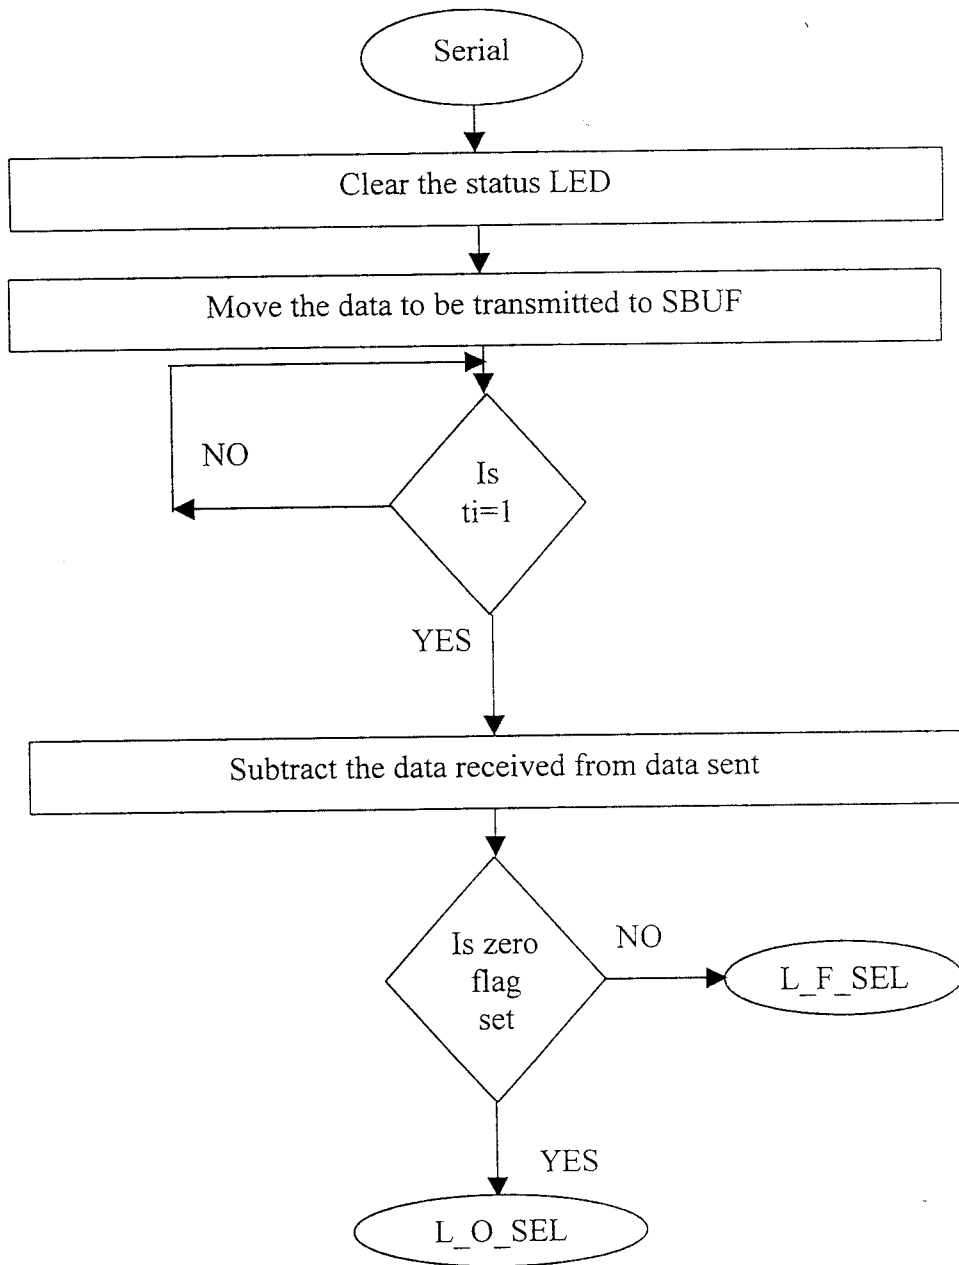 Serial
Clear the status LED
Move the data to be transmitted to SBUF
NO
Is
ti=1
YES
Subtract the data received from data sent
Is zero
flag
set
NO
L_F_SEL
YES
L_O_SEL